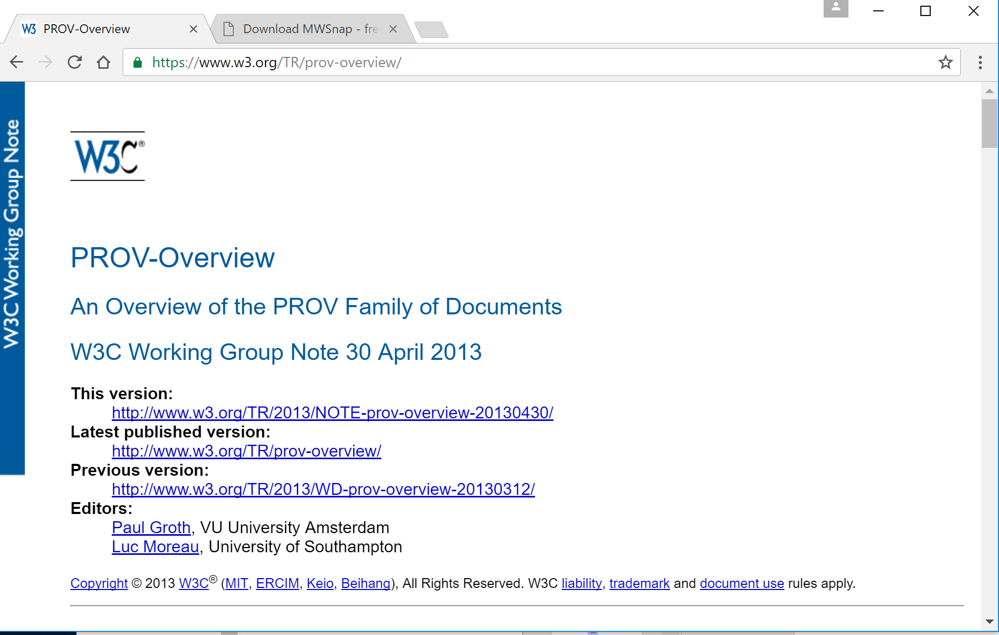 W3 PROV-Overview
Download MWSnap - fre
https://www.w3.org/TR/prov-overview/
W3C Working Group Note
W3C®
PROV-Overview
An Overview of the PROV Family of Documents
W3C Working Group Note 30 April 2013
This version:
http://www.w3.org/TR/2013/NOTE-prov-overview-20130430/
Latest published version:
http://www.w3.org/TR/prov-overview/
Previous version:
http://www.w3.org/TR/2013/WD-prov-overview-20130312/
Editors:
Paul Groth, VU University Amsterdam
Luc Moreau, University of Southampton
Copyright © 2013 W3C® (MIT, ERCIM, Keio, Beihang), All Rights Reserved. W3C liability, trademark and document use rules apply.